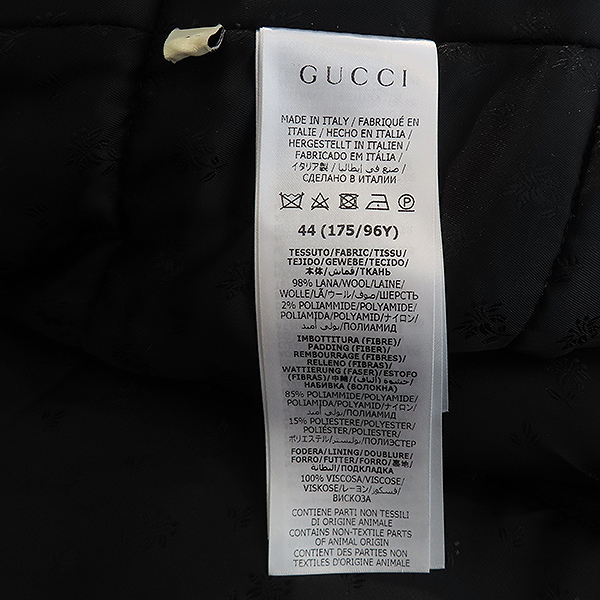 GUCCI
MADE IN ITALY / FABRIQUÉ EN
ITALIE / HECHO EN ITALIA /
HERGESTELLT IN ITALIEN /
FABRICADO EM ITÁLIA /
イタリア製 / صنع في إيطاليا /
СДЕЛАНО В ИТАЛИИ
44 (175/96Y)
TESSUTO/FABRIC/TISSU/
TEJIDO/GEWEBE/TECIDO/
本体/قماش/ТКАНЬ
98% LANA/WOOL/LAINE/
WOLLE/LÃ/ウール/صوف/ШЕРСТЬ
2% POLIAMMIDE/POLYAMIDE/
POLIAMIDA/POLYAMID/ナイロン/
بولي أميد/ПОЛИАМИД
IMBOTTITURA (FIBRE)/
PADDING (FIBER)/
REMBOURRAGE (FIBRES)/
RELLENO (FIBRAS)/
WATTIERUNG (FASER)/ESTOFO
(FIBRAS)/中綿/(ألياف) حشوة/
НАБИВКА (ВОЛОКНА)
85% POLIAMMIDE/POLYAMIDE/
POLIAMIDA/POLYAMID/ナイロン/
بولي أميد/ПОЛИАМИД
15% POLIESTERE/POLYESTER/
POLIÉSTER/POLYESTER/
ポリエステル/بوليستر/ПОЛИЭСТЕР
FODERA/LINING/DOUBLURE/
FORRO/FUTTER/FORRO/裏地/
البطانة/ПОДКЛАДКА
100% VISCOSA/VISCOSE/
VISKOSE/レーヨン/فسكوز/
ВИСКОЗА
CONTIENE PARTI NON TESSILI
DI ORIGINE ANIMALE
CONTAINS NON-TEXTILE PARTS
OF ANIMAL ORIGIN
CONTIENT DES PARTIES NON
TEXTILES D'ORIGINE ANIMALE